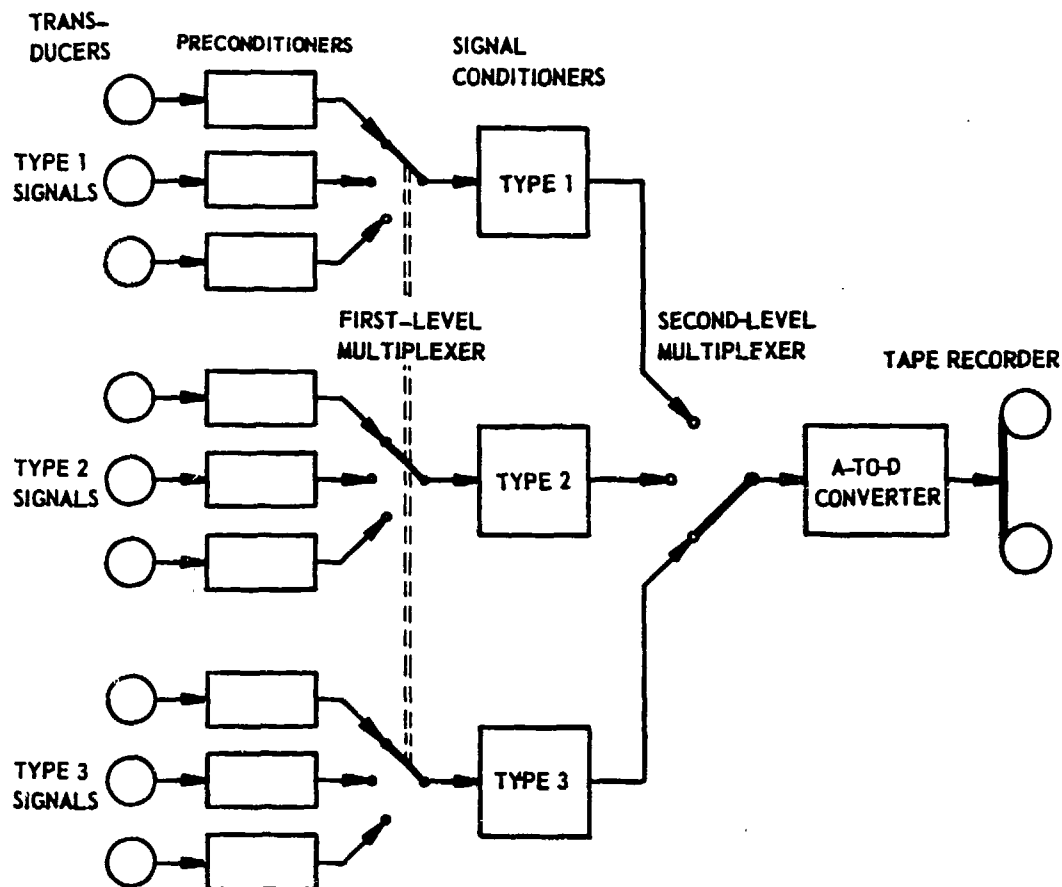 TRANS-
DUCERS
PRECONDITIONERS
SIGNAL
CONDITIONERS
TYPE 1
SIGNALS
TYPE 1
FIRST-LEVEL
MULTIPLEXER
SECOND-LEVEL
MULTIPLEXER
TAPE RECORDER
TYPE 2
SIGNALS
TYPE 2
A-TO-D
CONVERTER
TYPE 3
SIGNALS
TYPE 3